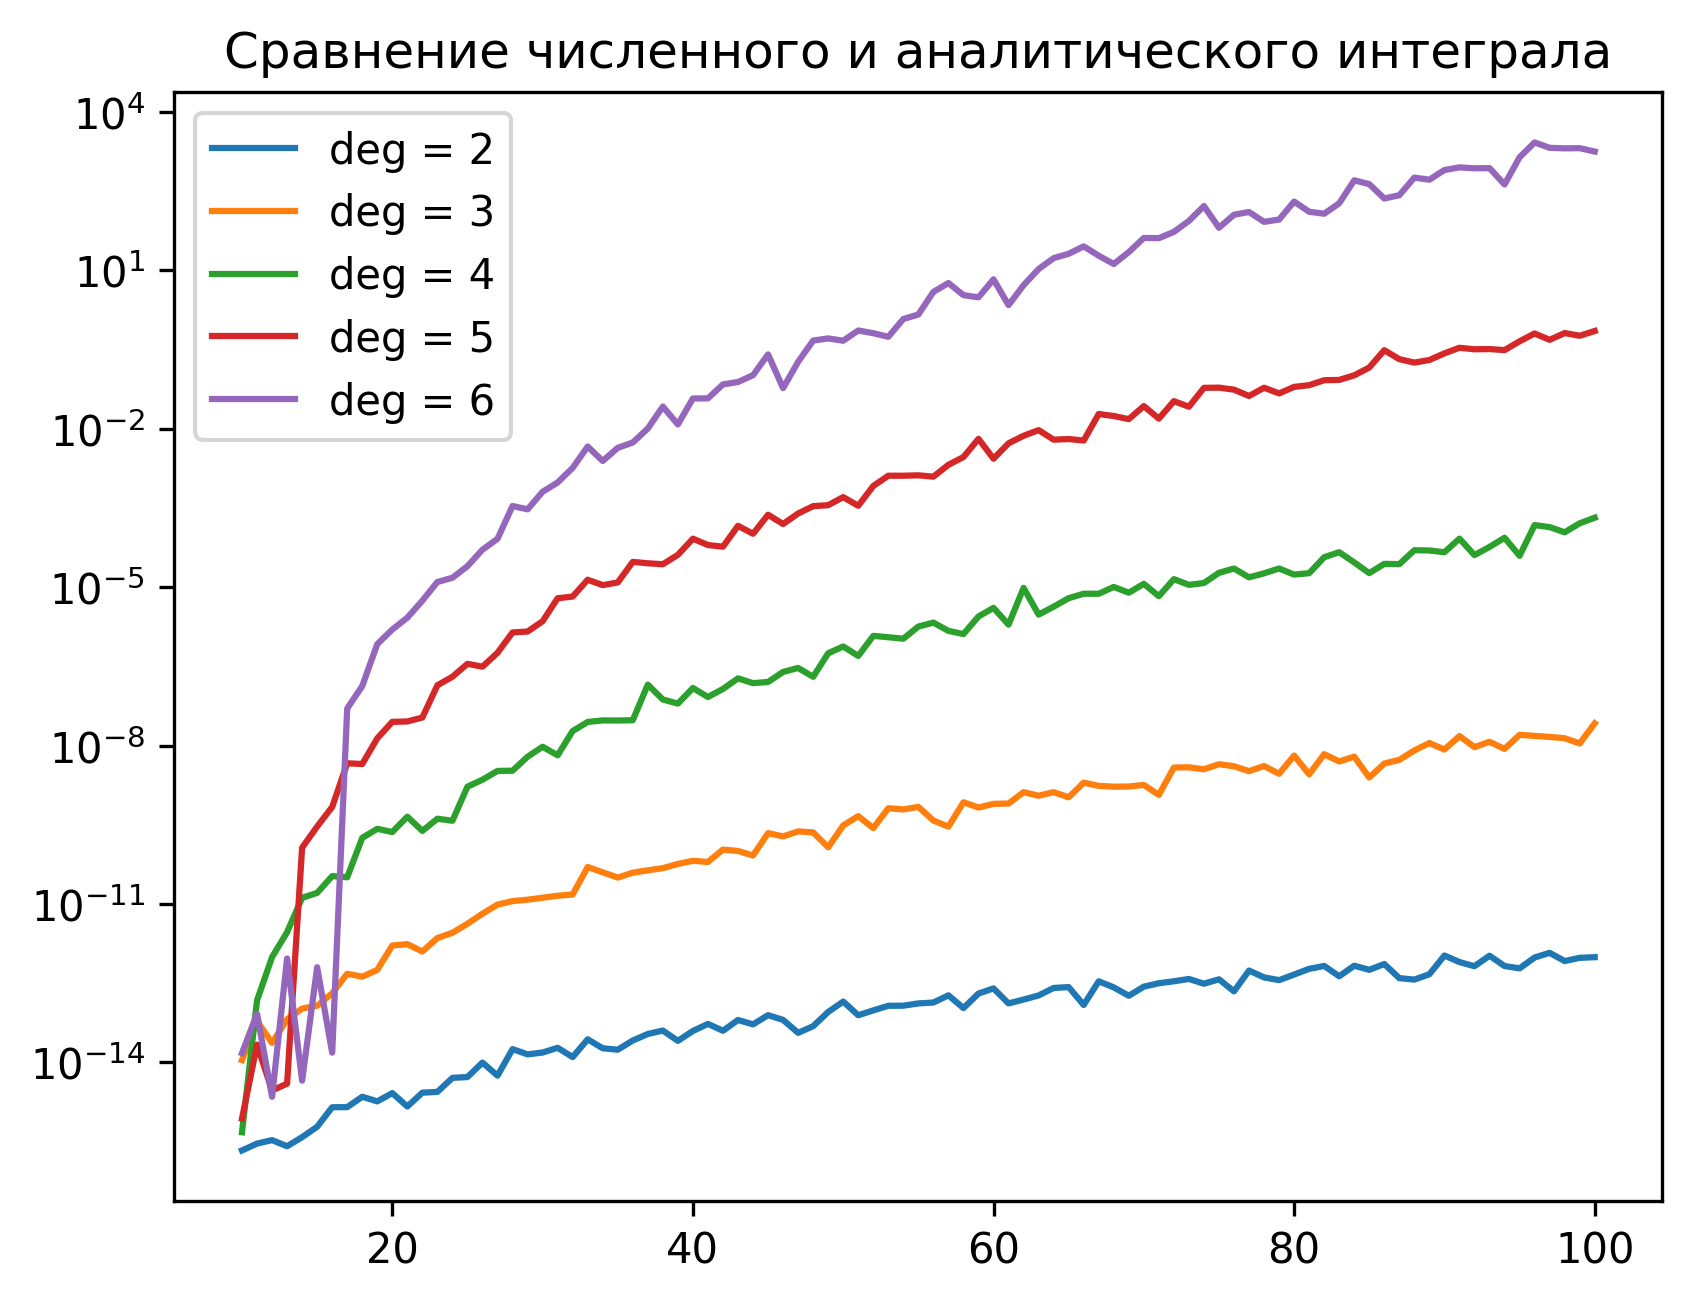 Сравнение численного и аналитического интеграла
10^4
10^1
10^-2
10^-5
10^-8
10^-11
10^-14
deg = 2
deg = 3
deg = 4
deg = 5
deg = 6
20 40 60 80 100